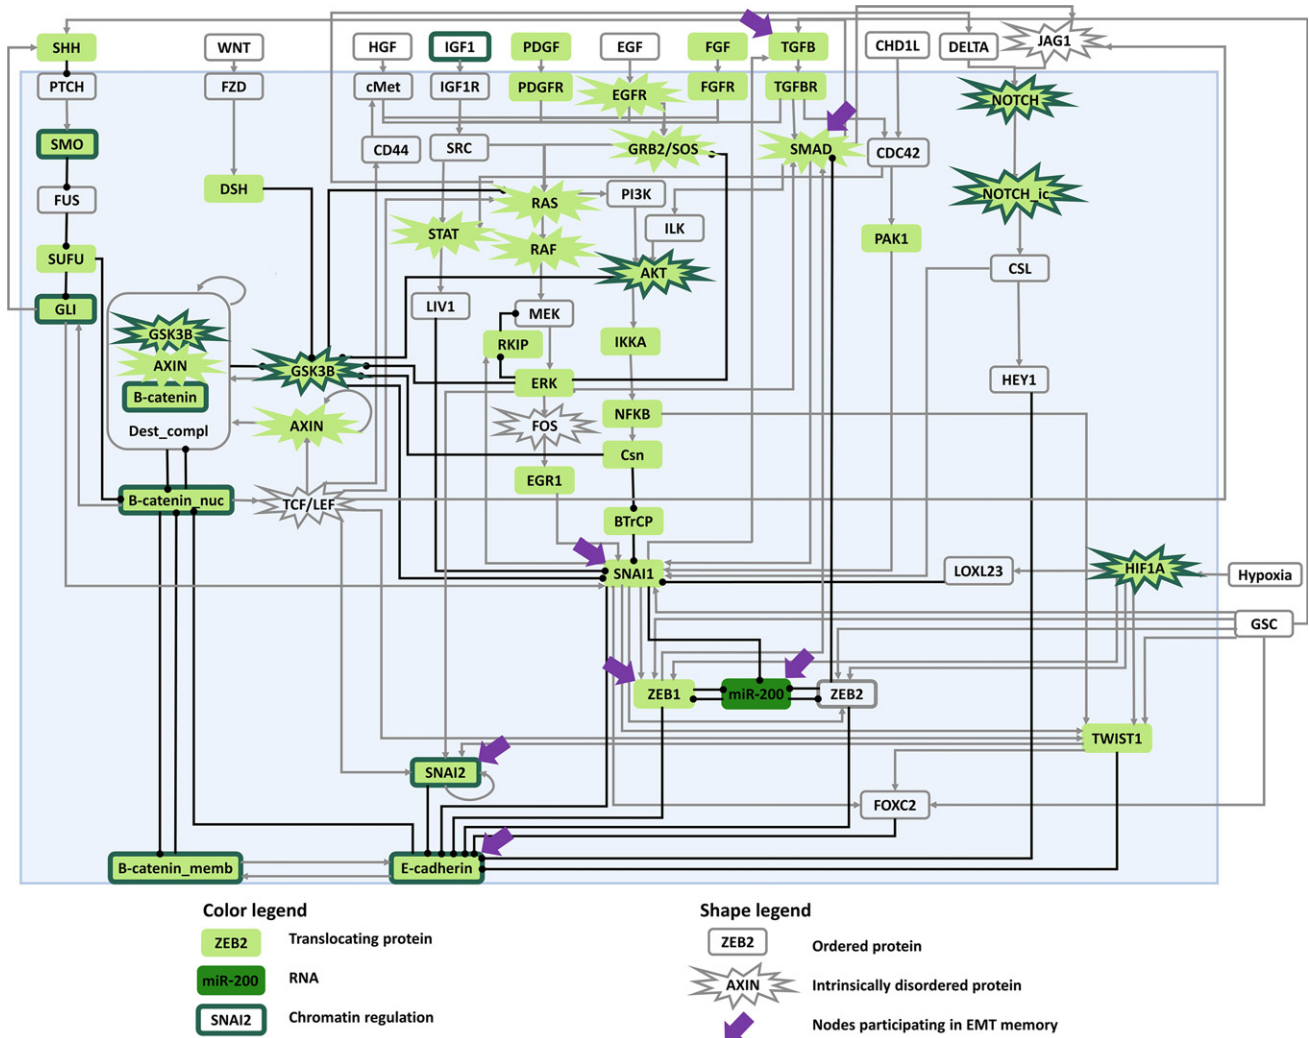 SHH
WNT
HGF
IGF1
PDGF
EGF
FGF
TGFB
CHD1L
DELTA
JAG1
PTCH
FZD
cMet
IGF1R
PDGFR
EGFR
FGFR
TGFBR
NOTCH
SMO
CD44
SRC
GRB2/SOS
SMAD
CDC42
FUS
DSH
RAS
PI3K
NOTCH_ic
ILK
STAT
RAF
PAK1
SUFU
AKT
CSL
GLI
LIV1
MEK
GSK3B
RKIP
IKKA
AXIN
GSK3B
ERK
HEY1
B-catenin
NFKB
Dest_compl
AXIN
FOS
Csn
EGR1
B-catenin_nuc
TCF/LEF
BTrCP
SNAI1
LOXL23
HIF1A
Hypoxia
GSC
ZEB1
miR-200
ZEB2
TWIST1
SNAI2
FOXC2
B-catenin_memb
E-cadherin
Color legend
Shape legend
ZEB2
Translocating protein
ZEB2
Ordered protein
miR-200
RNA
AXIN
Intrinsically disordered protein
SNAI2
Chromatin regulation
Nodes participating in EMT memory